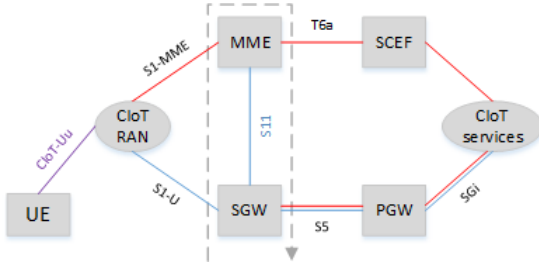 T6a
MME
SCEF
S1-MME
CIoT
RAN
CIoT
services
S11
CIoT-Uu
S1-U
SGi
UE
SGW
PGW
S5